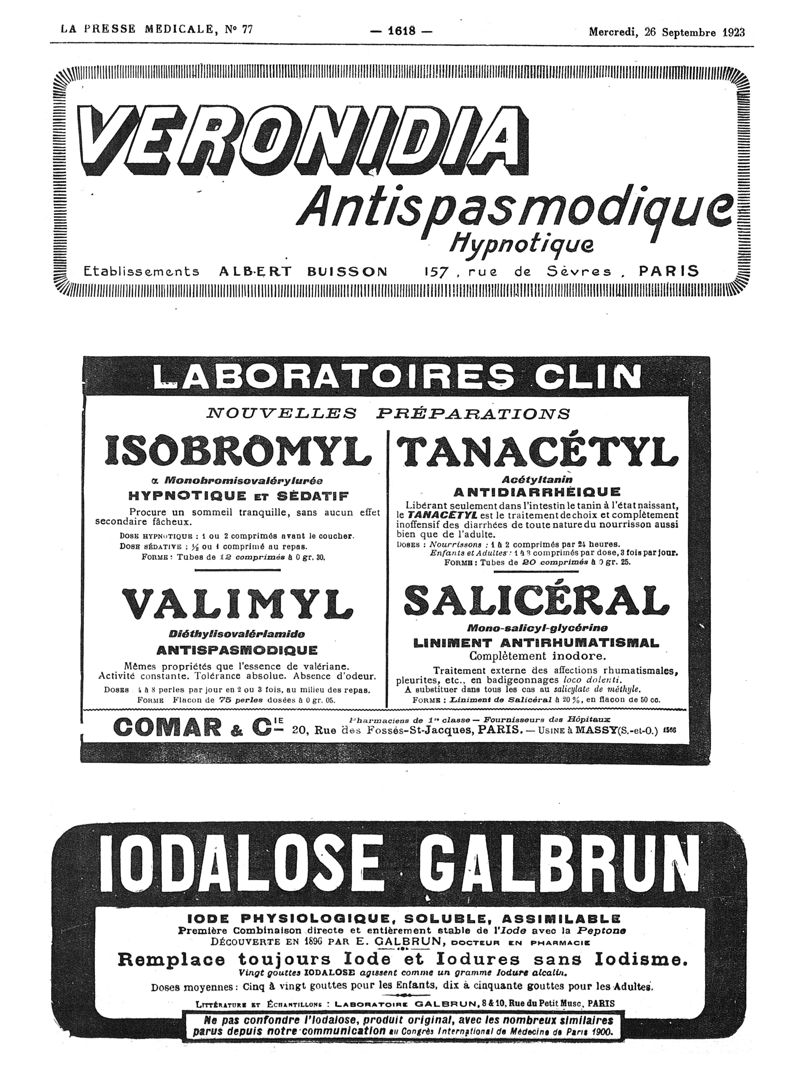 LA PRESSE MEDICALE, N° 77 — 1618 — Mercredi, 26 Septembre 1923
VERONIDIA
Antispasmodique
Hypnotique
Etablissements ALBERT BUISSON 157, rue de Sèvres, PARIS
LABORATOIRES CLIN
NOUVELLES PRÉPARATIONS
ISOBROMYL
α Monobromisovalérylurée
HYPNOTIQUE ET SÉDATIF
Procure un sommeil tranquille, sans aucun effet
secondaire fâcheux.
DOSE HYPNOTIQUE : 1 ou 2 comprimés avant le coucher.
DOSE SÉDATIVE : ½ ou 1 comprimé au repas.
FORME : Tubes de 12 comprimés à 0 gr. 30.
TANACÉTYL
Acétyltanin
ANTIDIARRHÉIQUE
Libérant seulement dans l'intestin le tanin à l'état naissant,
le TANACÉTYL est le traitement de choix et complètement
inoffensif des diarrhées de toute nature du nourrisson aussi
bien que de l'adulte.
DOSES : Nourrissons : 1 à 2 comprimés par 24 heures.
Enfants et Adultes : 1 à comprimés par dose, 3 fois par jour.
FORME : Tubes de 20 comprimés à 0 gr. 25.
VALIMYL
Diéthylisovalériamide
ANTISPASMODIQUE
Mêmes propriétés que l'essence de valériane.
Activité constante. Tolérance absolue. Absence d'odeur.
DOSES 4 à 8 perles par jour en 2 ou 3 fois, au milieu des repas.
FORME Flacon de 75 perles dosées à 0 gr. 05.
SALICÉRAL
Mono-salicyl-glycérine
LINIMENT ANTIRHUMATISMAL
Complètement inodore.
Traitement externe des affections rhumatismales,
pleurites, etc., en badigeonnages loco dolenti.
A substituer dans tous les cas au salicylate de méthyle.
FORME : Liniment de Salicéral à 20 %, en flacon de 50 cc.
COMAR & CIE
Pharmaciens de 1re classe — Fournisseurs des Hôpitaux
20, Rue des Fossés-St-Jacques, PARIS. — USINE à MASSY (S.-et-O.) 1566
IODALOSE GALBRUN
IODE PHYSIOLOGIQUE, SOLUBLE, ASSIMILABLE
Première Combinaison directe et entièrement stable de l'Iode avec la Peptone
DÉCOUVERTE EN 1896 PAR E. GALBRUN, DOCTEUR EN PHARMACIE
Remplace toujours Iode et Iodures sans Iodisme.
Vingt gouttes IODALOSE agissent comme un gramme Iodure alcalin.
Doses moyennes : Cinq à vingt gouttes pour les Enfants, dix à cinquante gouttes pour les Adultes.
LITTÉRATURE ET ÉCHANTILLONS : LABORATOIRE GALBRUN, 8 & 10, Rue du Petit Musc, PARIS
Ne pas confondre l'Iodalose, produit original, avec les nombreux similaires
parus depuis notre communication au Congrès International de Médecine de Paris 1900.